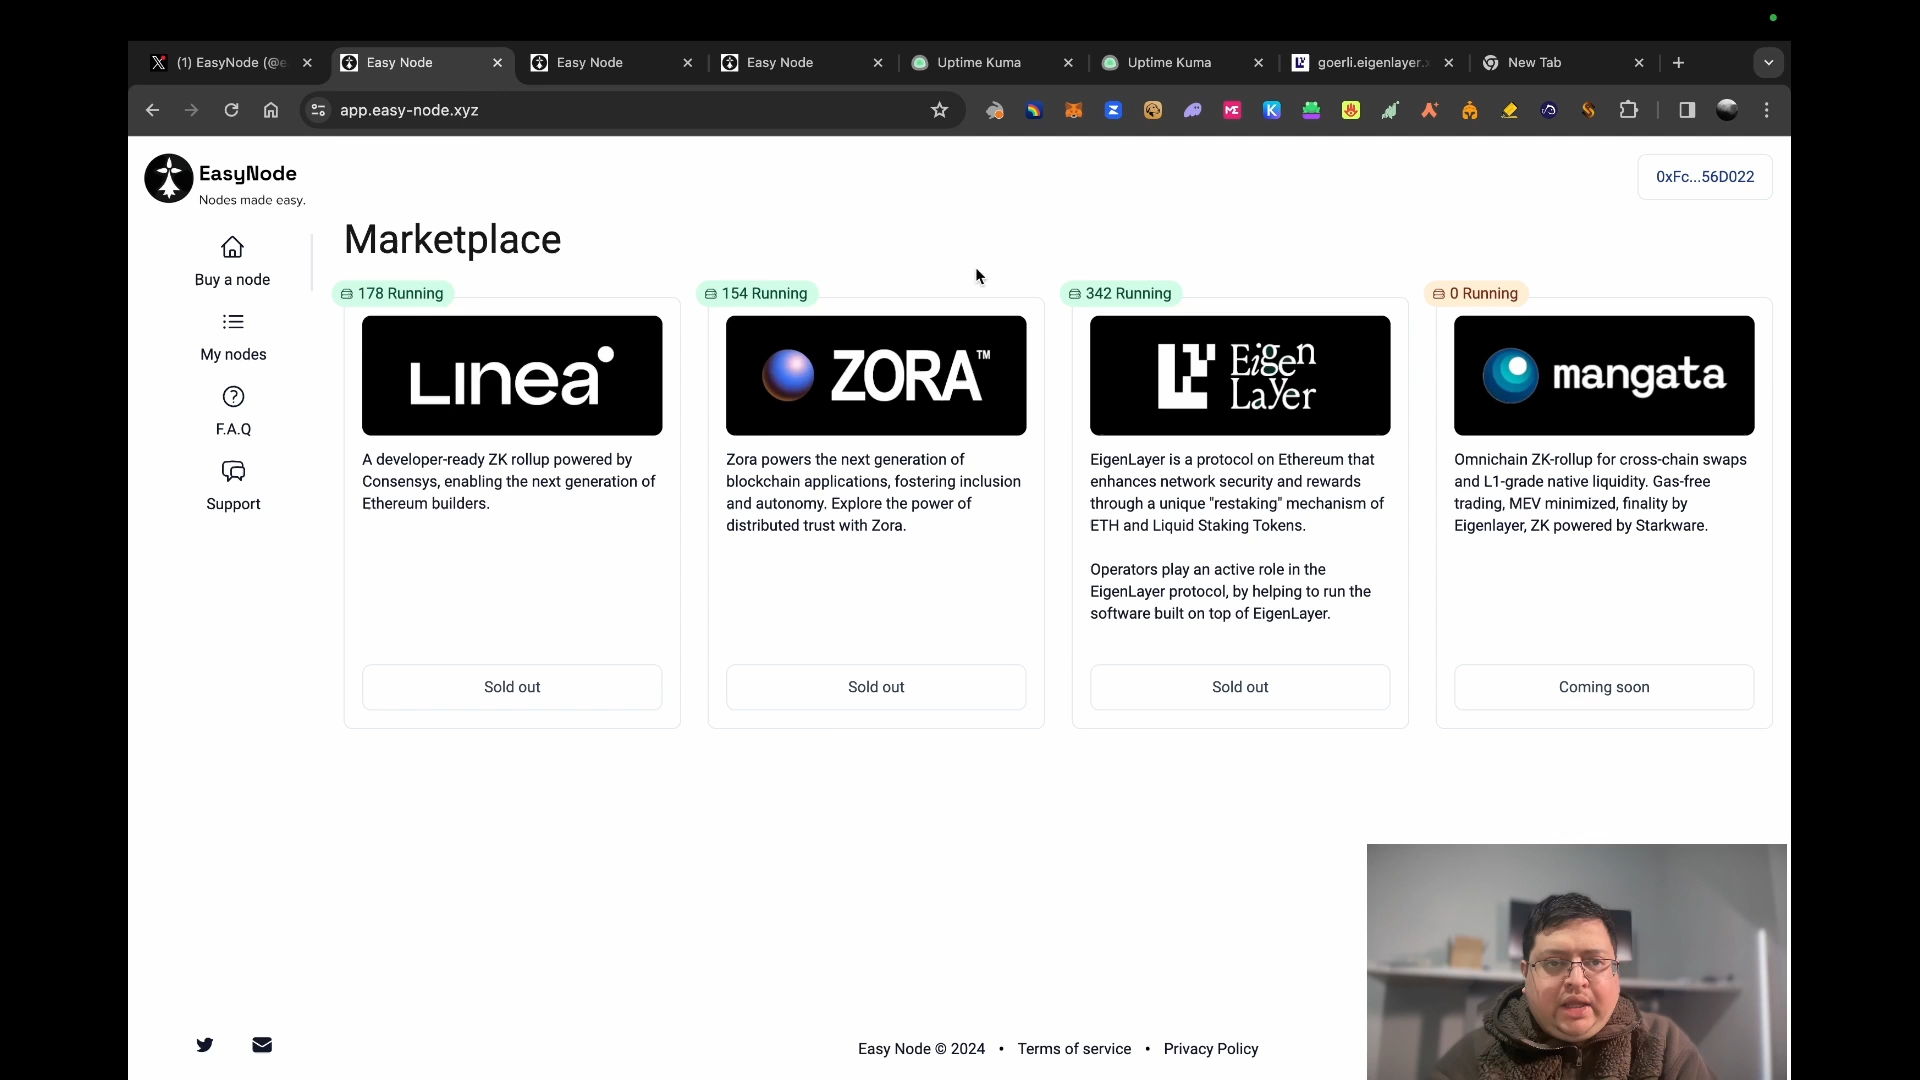 (1) EasyNode (@e
Easy Node
Easy Node
Easy Node
Uptime Kuma
Uptime Kuma
goerli.eigenlayer.
New Tab
app.easy-node.xyz
EasyNode
Nodes made easy.
0xFc...56D022
Buy a node
My nodes
F.A.Q
Support
Marketplace
178 Running
LINEA
A developer-ready ZK rollup powered by
Consensys, enabling the next generation of
Ethereum builders.
Sold out
154 Running
ZORA™
Zora powers the next generation of
blockchain applications, fostering inclusion
and autonomy. Explore the power of
distributed trust with Zora.
Sold out
342 Running
EigEn
LaYer
EigenLayer is a protocol on Ethereum that
enhances network security and rewards
through a unique "restaking" mechanism of
ETH and Liquid Staking Tokens.
Operators play an active role in the
EigenLayer protocol, by helping to run the
software built on top of EigenLayer.
Sold out
0 Running
mangata
Omnichain ZK-rollup for cross-chain swaps
and L1-grade native liquidity. Gas-free
trading, MEV minimized, finality by
Eigenlayer, ZK powered by Starkware.
Coming soon
Easy Node © 2024 • Terms of service • Privacy Policy